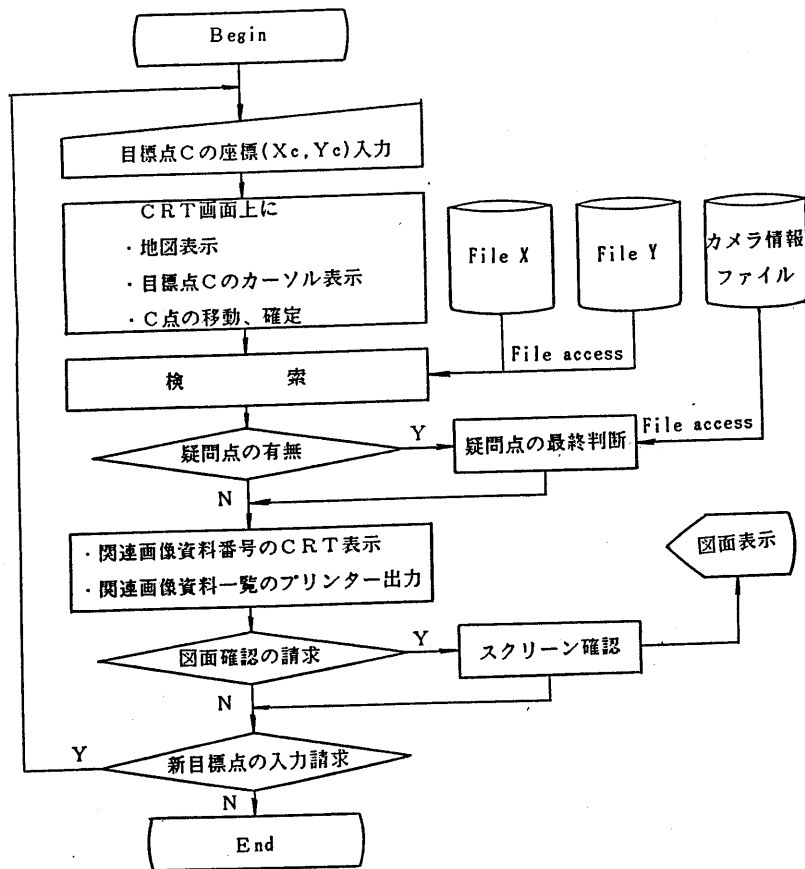 Begin
目標点Cの座標(Xc,Yc)入力
CRT画面上に
・地図表示
・目標点Cのカーソル表示
・C点の移動、確定
File X
File Y
カメラ情報
ファイル
File access
検 索
File access
疑問点の有無
Y
疑問点の最終判断
N
・関連画像資料番号のCRT表示
・関連画像資料一覧のプリンター出力
図面表示
図面確認の請求
Y
スクリーン確認
N
Y
新目標点の入力請求
N
End